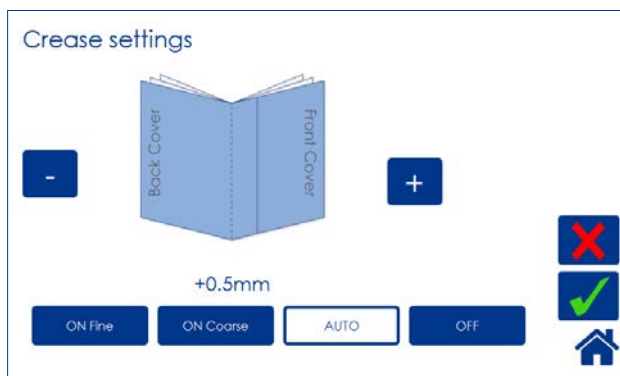 Crease settings
Back Cover
Front Cover
-
+
+0.5mm
ON Fine
ON Coarse
AUTO
OFF